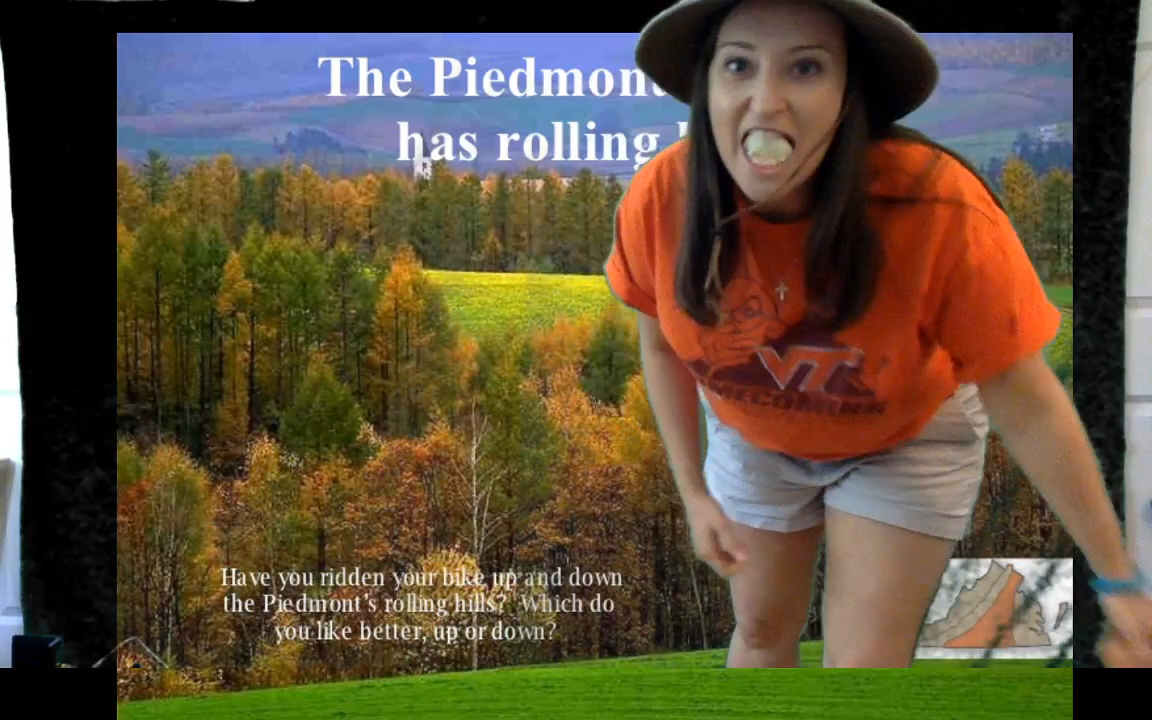 The Piedmont
has rolling
VT
Have you ridden your bike up and down
the Piedmont's rolling hills? Which do
you like better, up or down?